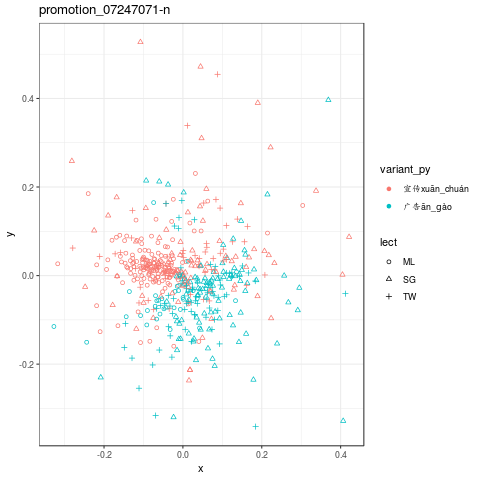 promotion_07247071-n
y
0.4
0.2
0.0
-0.2
-0.2
0.0
0.2
0.4
x
variant_py
宣传xuān_chuán
广告ān_gào
lect
ML
SG
TW